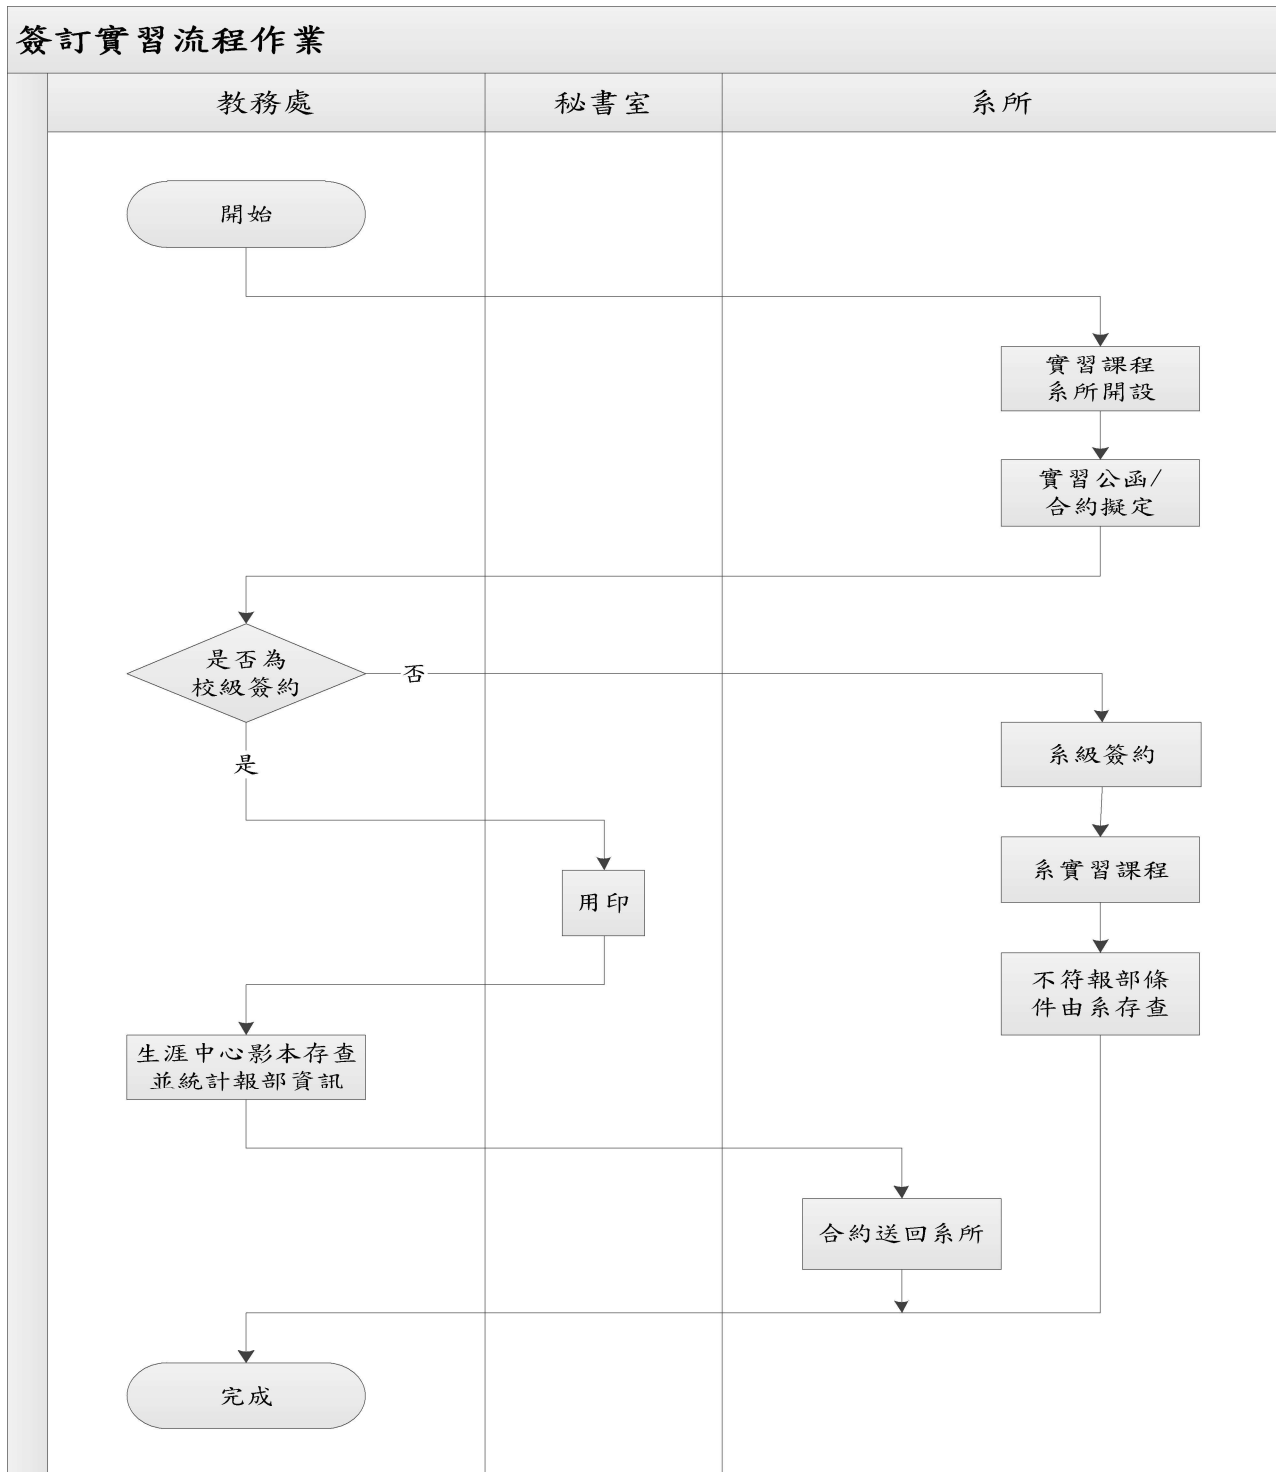 簽訂實習流程作業
教務處
秘書室
系所
開始
實習課程
系所開設
實習公函/
合約擬定
是否為
校級簽約
否
是
系級簽約
系實習課程
用印
不符報部條
件由系存查
生涯中心影本存查
並統計報部資訊
合約送回系所
完成